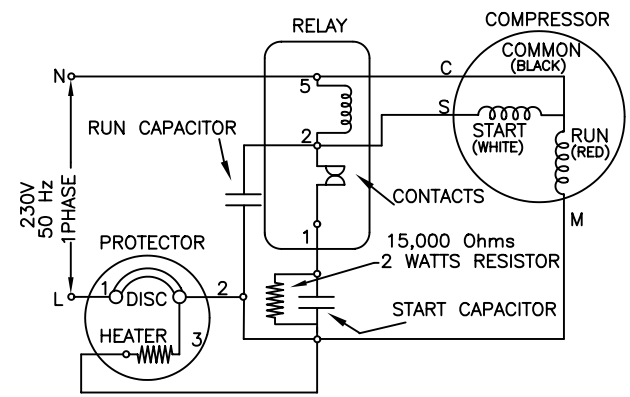 RELAY
COMPRESSOR
COMMON
(BLACK)
N
C
5
RUN CAPACITOR
S
START
(WHITE)
RUN
(RED)
2
CONTACTS
230V
50 Hz
1PHASE
M
1
PROTECTOR
15,000 Ohms
2 WATTS RESISTOR
L
1
DISC
2
START CAPACITOR
HEATER
3